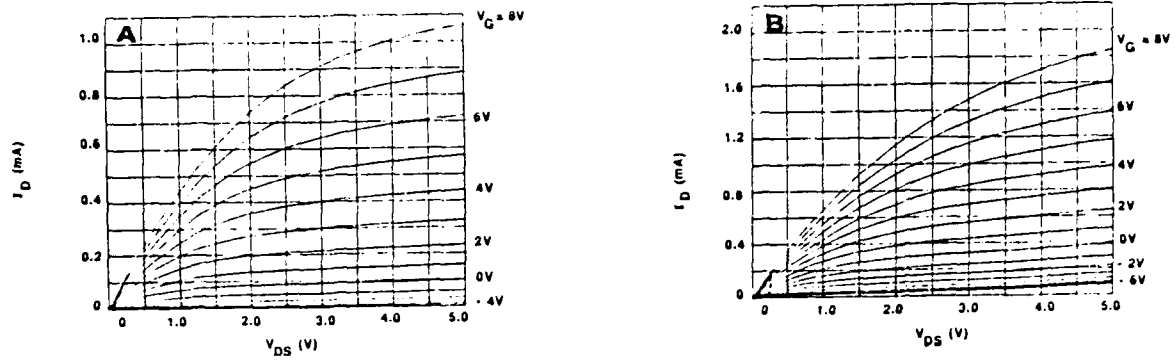 A
V_G = 8V
1.0
0.8
6V
0.6
I_D (mA)
4V
0.4
2V
0.2
0V
0
- 4V
0 1.0 2.0 3.0 4.0 5.0
V_DS (V)
B
2.0
V_G = 8V
1.6
6V
1.2
I_D (mA)
4V
0.8
2V
0V
0.4
- 2V
- 6V
0
0 1.0 2.0 3.0 4.0 5.0
V_DS (V)